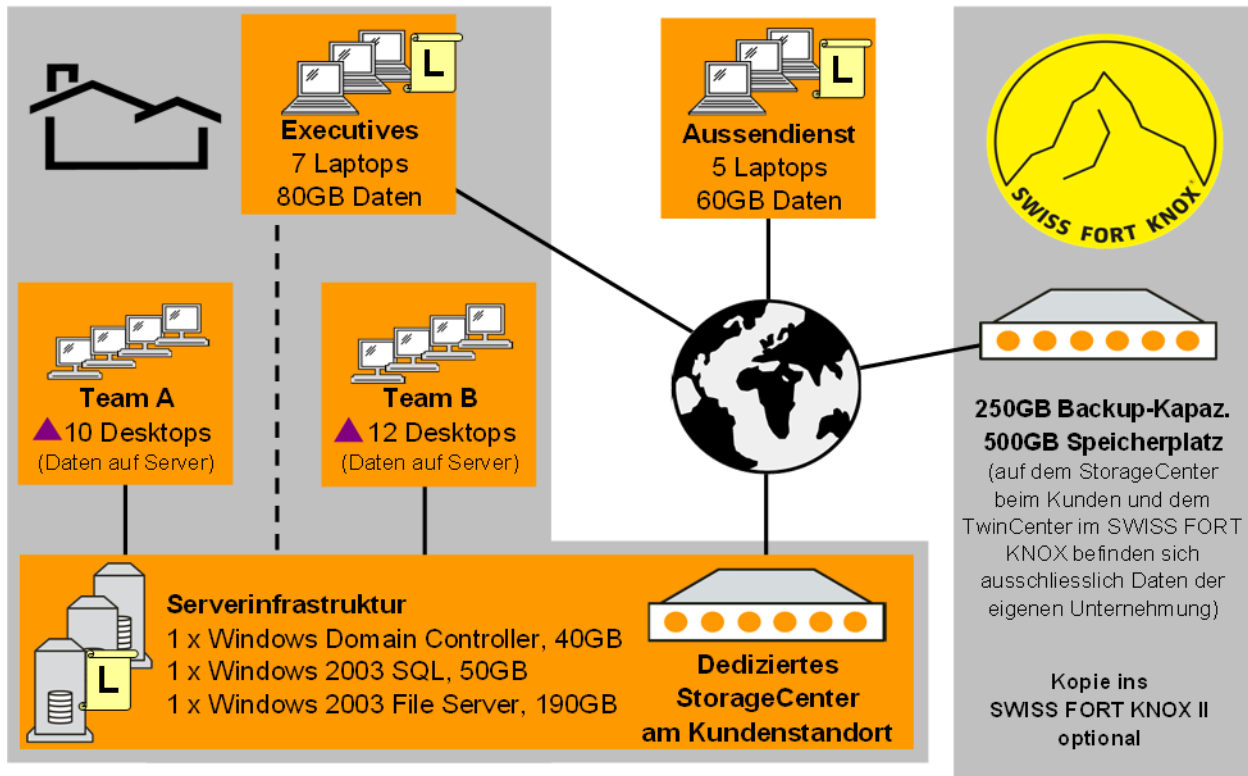 L
Executives
7 Laptops
80GB Daten
L
Aussendienst
5 Laptops
60GB Daten
SWISS FORT KNOX
Team A
10 Desktops
(Daten auf Server)
Team B
12 Desktops
(Daten auf Server)
250GB Backup-Kapaz.
500GB Speicherplatz
(auf dem StorageCenter
beim Kunden und dem
TwinCenter im SWISS FORT
KNOX befinden sich
ausschliesslich Daten der
eigenen Unternehmung)
Kopie ins
SWISS FORT KNOX II
optional
L
Serverinfrastruktur
1 x Windows Domain Controller, 40GB
1 x Windows 2003 SQL, 50GB
1 x Windows 2003 File Server, 190GB
Dediziertes
StorageCenter
am Kundenstandort